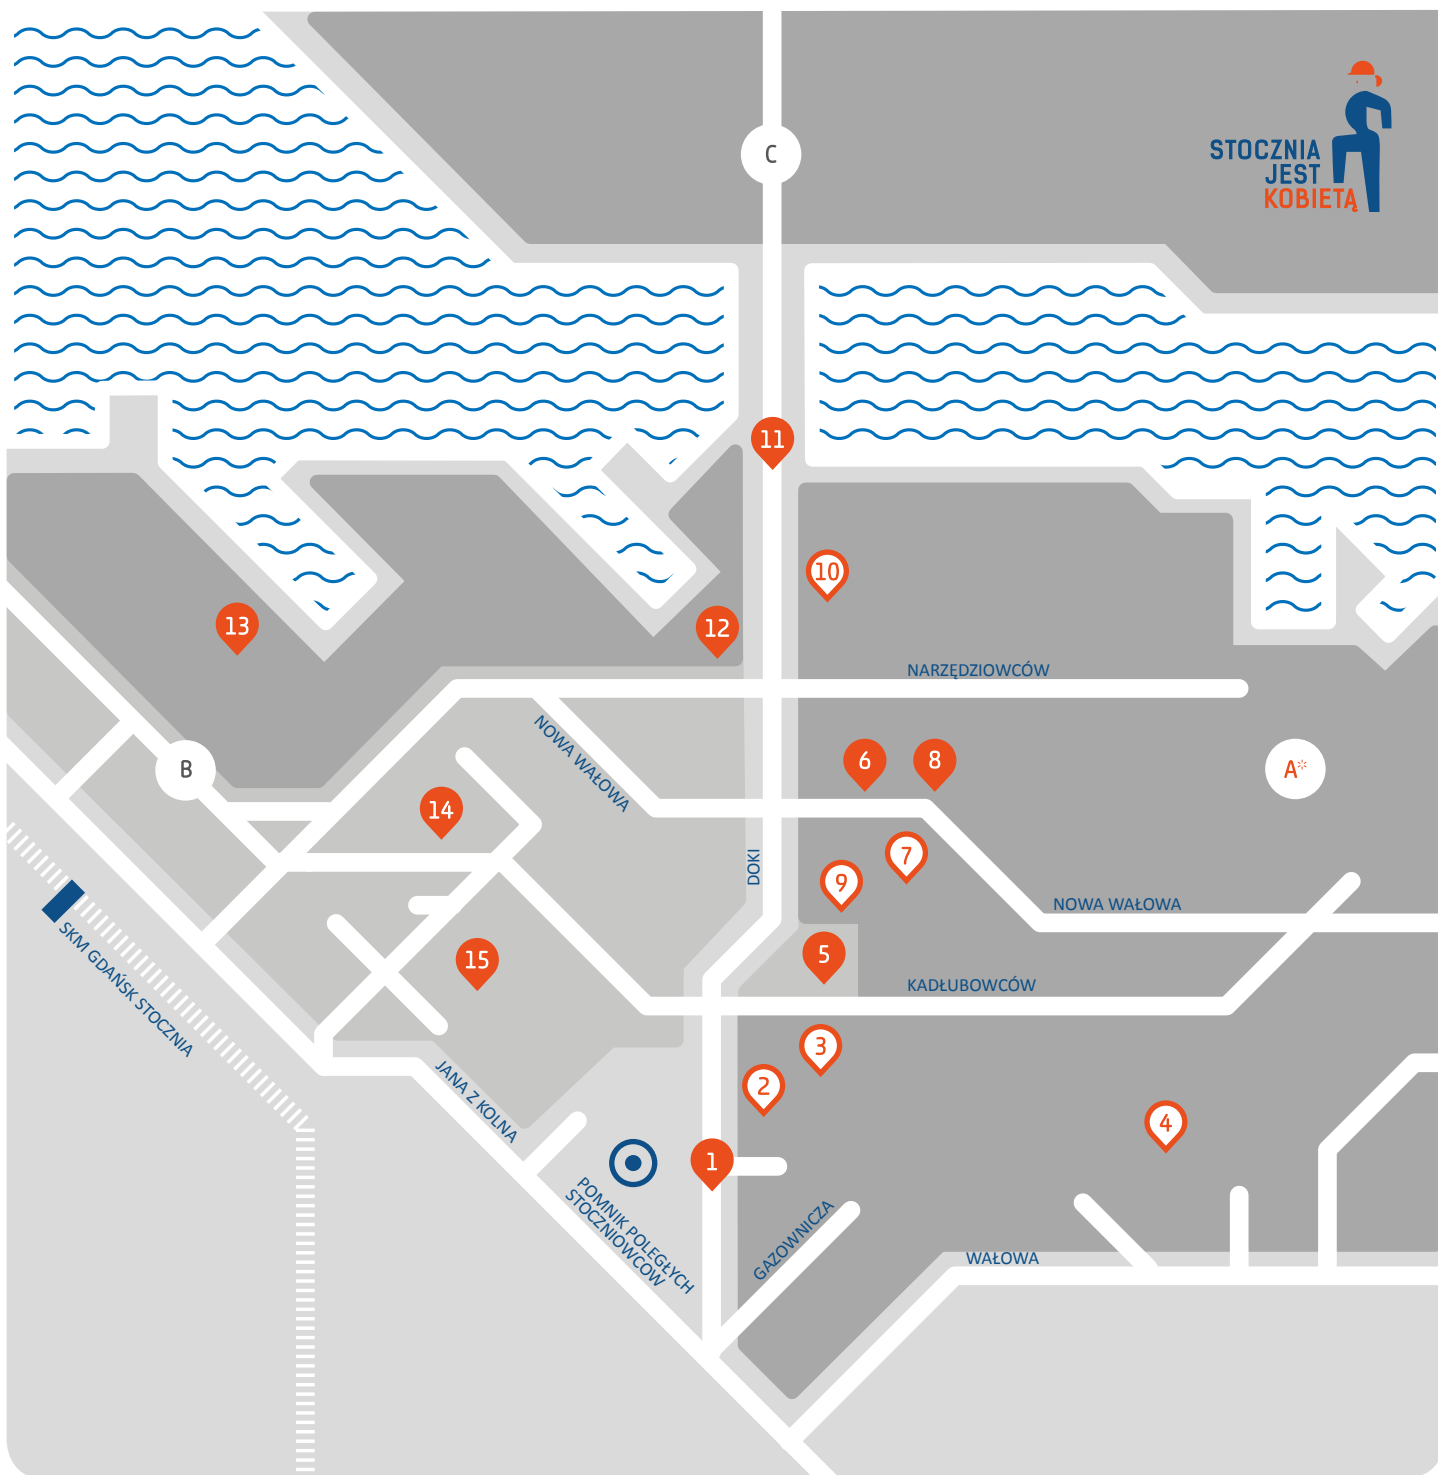 C
STOCZNIA
JEST
KOBIETĄ
11
10
13
12
NARZĘDZIOWCÓW
NOWA WAŁOWA
B
6
8
A*
14
7
DOKI
9
NOWA WAŁOWA
SKM GDAŃSK STOCZNIA
15
5
KADŁUBOWCÓW
3
JANA Z KOLNA
2
4
1
POMNIK POLEGŁYCH
STOCZNIOWCOW
GAZOWNICZA
WAŁOWA